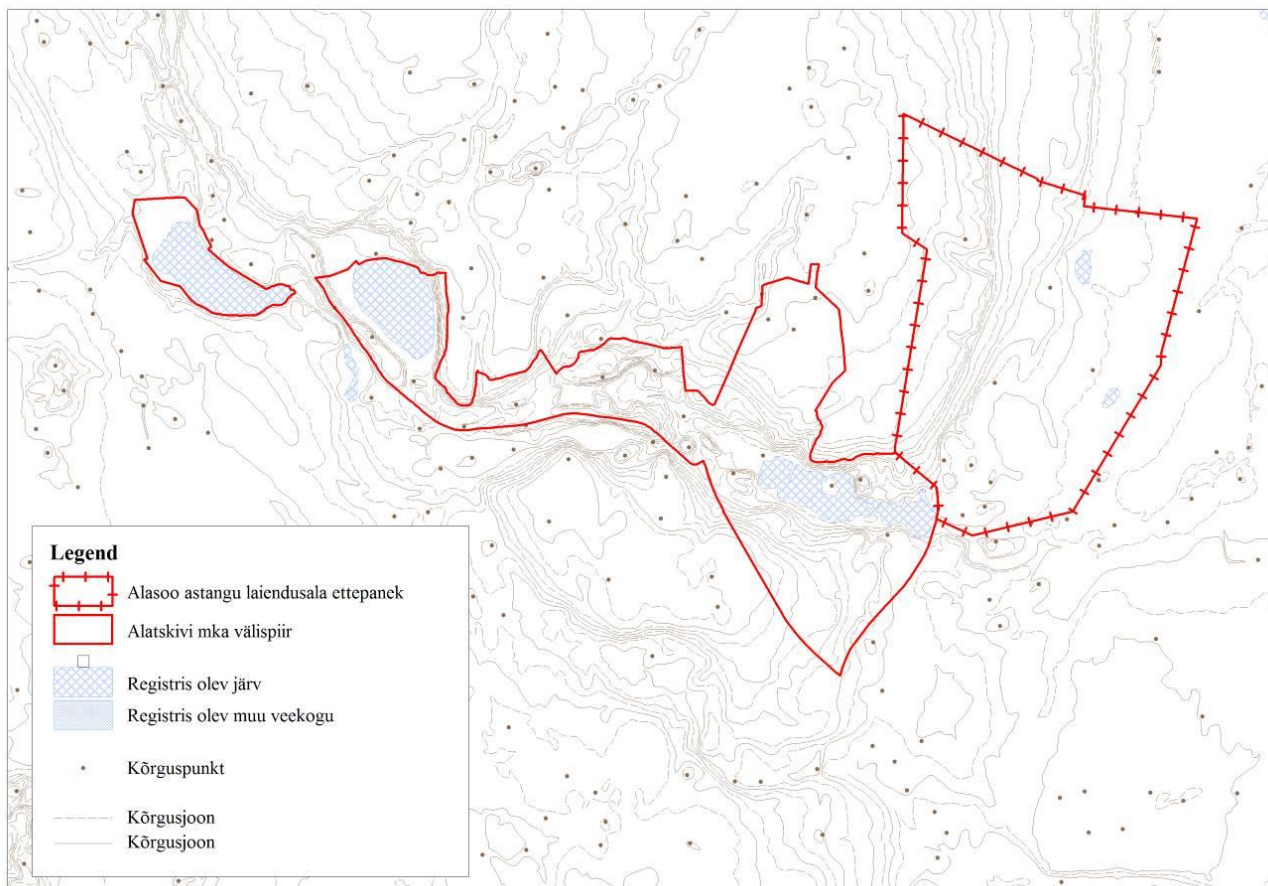 Legend
Alasoo astangu laiendusala ettepanek
Alatskivi mka välispiir
Registris olev järv
Registris olev muu veekogu
Kõrguspunkt
Kõrgusjoon
Kõrgusjoon